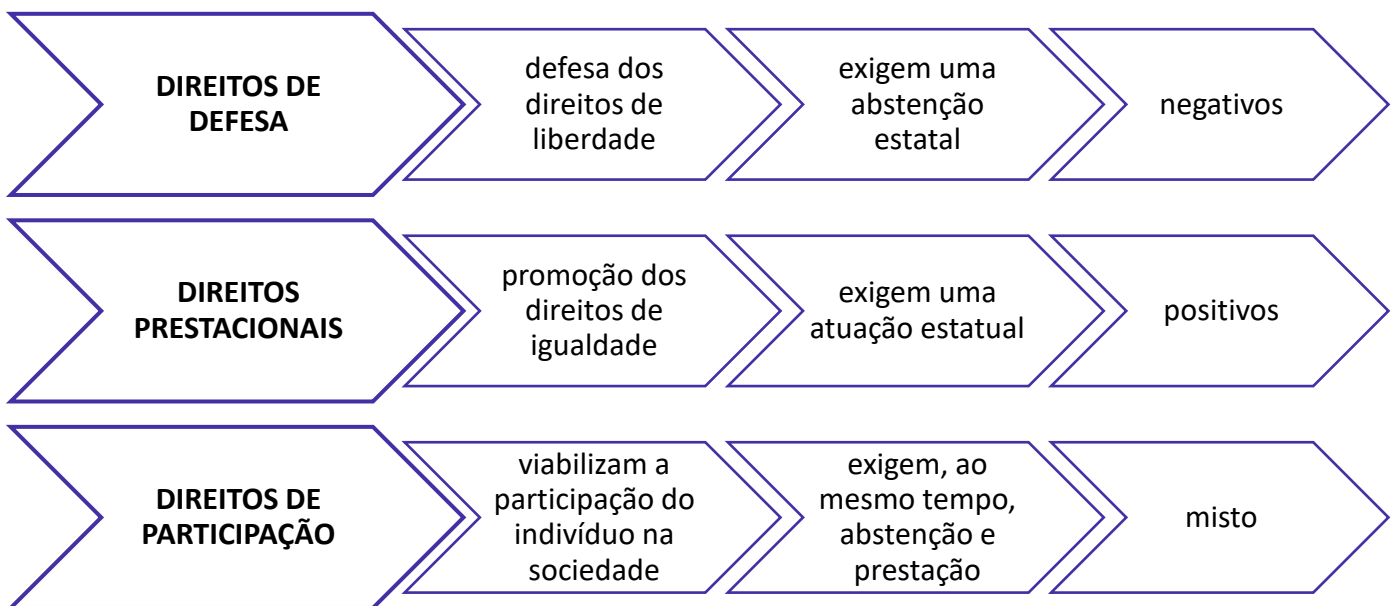 DIREITOS DE
DEFESA
defesa dos
direitos de
liberdade
exigem uma
abstenção
estatal
negativos
DIREITOS
PRESTACIONAIS
promoção dos
direitos de
igualdade
exigem uma
atuação estatual
positivos
DIREITOS DE
PARTICIPAÇÃO
viabilizam a
participação do
indivíduo na
sociedade
exigem, ao
mesmo tempo,
abstenção e
prestação
misto